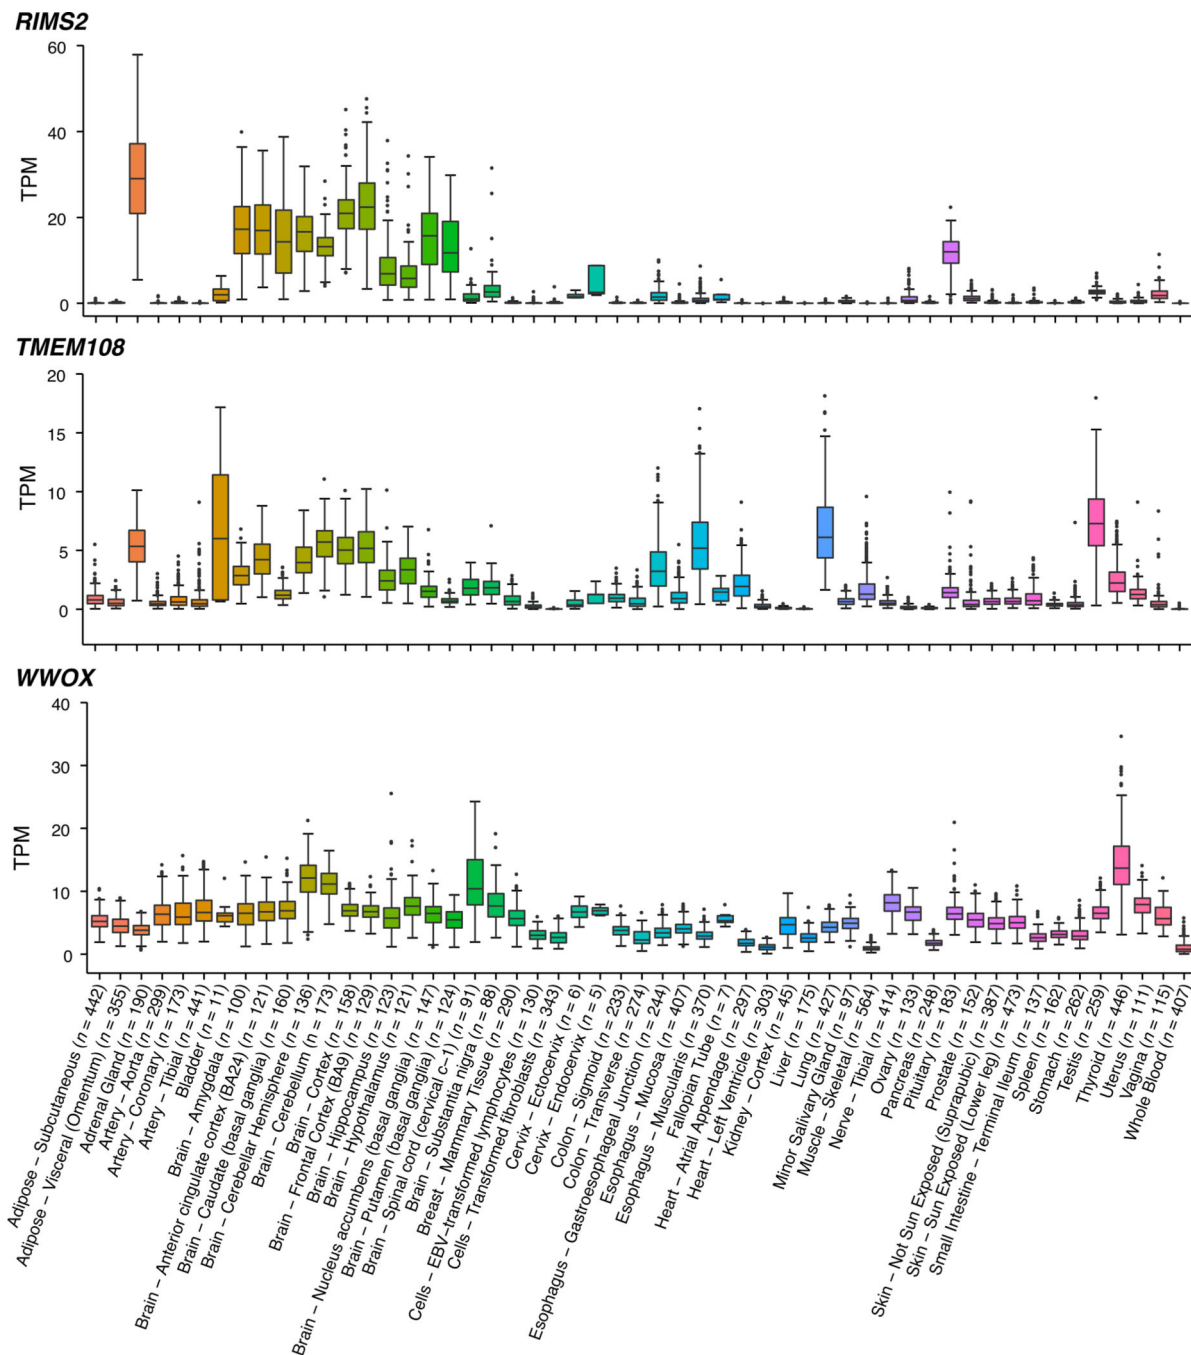 RIMS2
60
40
20
0
TPM
TMEM108
20
15
10
5
0
TPM
WWOX
40
30
20
10
0
TPM
Adipose – Subcutaneous (n = 442)
Adipose – Visceral (Omentum) (n = 355)
Adrenal Gland (n = 190)
Artery – Aorta (n = 299)
Artery – Coronary (n = 173)
Artery – Tibial (n = 441)
Bladder (n = 11)
Brain – Amygdala (n = 100)
Brain – Anterior cingulate cortex (BA24) (n = 121)
Brain – Caudate (basal ganglia) (n = 160)
Brain – Cerebellar Hemisphere (n = 136)
Brain – Cerebellum (n = 173)
Brain – Cortex (n = 158)
Brain – Frontal Cortex (BA9) (n = 129)
Brain – Hippocampus (n = 123)
Brain – Hypothalamus (n = 121)
Brain – Nucleus accumbens (basal ganglia) (n = 147)
Brain – Putamen (basal ganglia) (n = 124)
Brain – Spinal cord (cervical c–1) (n = 91)
Brain – Substantia nigra (n = 88)
Breast – Mammary Tissue (n = 290)
Cells – EBV–transformed lymphocytes (n = 130)
Cells – Transformed fibroblasts (n = 343)
Cervix – Ectocervix (n = 6)
Cervix – Endocervix (n = 5)
Colon – Sigmoid (n = 233)
Colon – Transverse (n = 274)
Esophagus – Gastroesophageal Junction (n = 244)
Esophagus – Mucosa (n = 407)
Esophagus – Muscularis (n = 370)
Fallopian Tube (n = 7)
Heart – Atrial Appendage (n = 297)
Heart – Left Ventricle (n = 303)
Kidney – Cortex (n = 45)
Liver (n = 175)
Lung (n = 427)
Minor Salivary Gland (n = 97)
Muscle – Skeletal (n = 564)
Nerve – Tibial (n = 414)
Ovary (n = 133)
Pancreas (n = 248)
Pituitary (n = 183)
Prostate (n = 152)
Skin – Not Sun Exposed (Suprapubic) (n = 387)
Skin – Sun Exposed (Lower leg) (n = 473)
Small Intestine – Terminal Ileum (n = 137)
Spleen (n = 162)
Stomach (n = 262)
Testis (n = 259)
Thyroid (n = 446)
Uterus (n = 111)
Vagina (n = 115)
Whole Blood (n = 407)